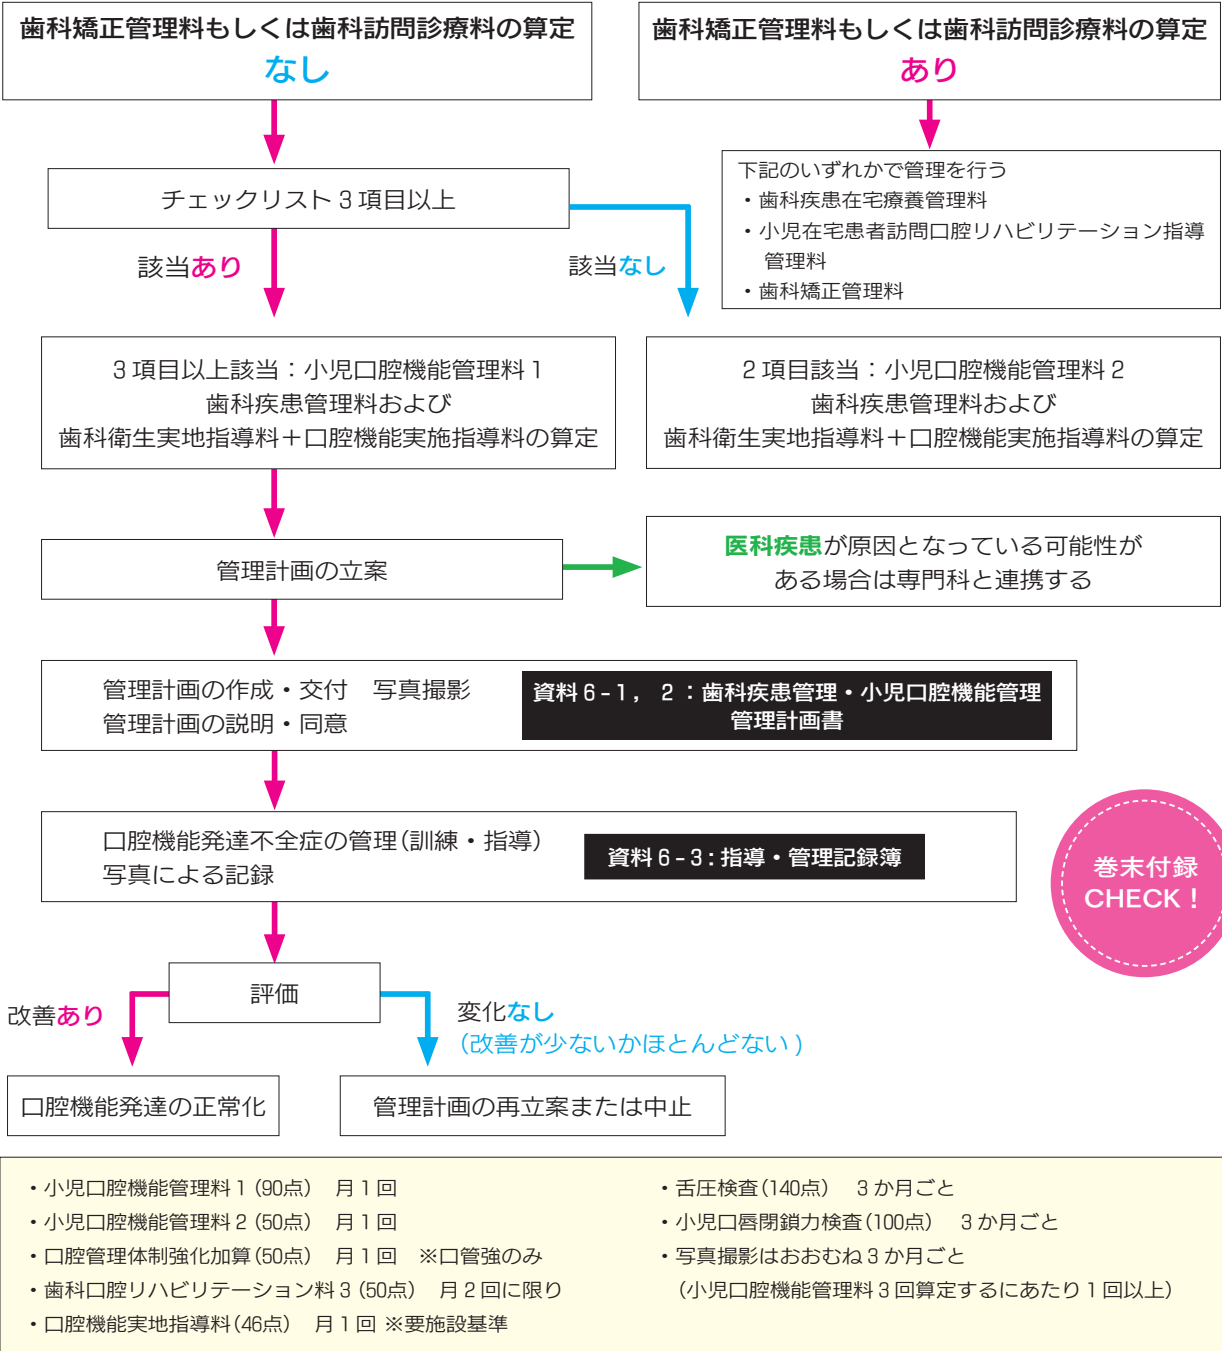 歯科矯正管理料もしくは歯科訪問診療料の算定
なし
歯科矯正管理料もしくは歯科訪問診療料の算定
あり
チェックリスト3項目以上
下記のいずれかで管理を行う
・歯科疾患在宅療養管理料
・小児在宅患者訪問口腔リハビリテーション指導
管理料
・歯科矯正管理料
該当あり
該当なし
3項目以上該当：小児口腔機能管理料1
歯科疾患管理料および
歯科衛生実地指導料＋口腔機能実施指導料の算定
2項目該当：小児口腔機能管理料2
歯科疾患管理料および
歯科衛生実地指導料＋口腔機能実施指導料の算定
管理計画の立案
医科疾患が原因となっている可能性が
ある場合は専門科と連携する
管理計画の作成・交付　写真撮影
管理計画の説明・同意
資料6-1，2：歯科疾患管理・小児口腔機能管理
管理計画書
口腔機能発達不全症の管理（訓練・指導）
写真による記録
資料6-3：指導・管理記録簿
巻末付録
CHECK！
評価
改善あり
変化なし
（改善が少ないかほとんどない）
口腔機能発達の正常化
管理計画の再立案または中止
・小児口腔機能管理料1（90点）　月1回
・小児口腔機能管理料2（50点）　月1回
・口腔管理体制強化加算（50点）　月1回　※口管強のみ
・歯科口腔リハビリテーション料3（50点）　月2回に限り
・口腔機能実地指導料（46点）　月1回 ※要施設基準
・舌圧検査（140点）　3か月ごと
・小児口唇閉鎖力検査（100点）　3か月ごと
・写真撮影はおおむね3か月ごと
（小児口腔機能管理料3回算定するにあたり1回以上）